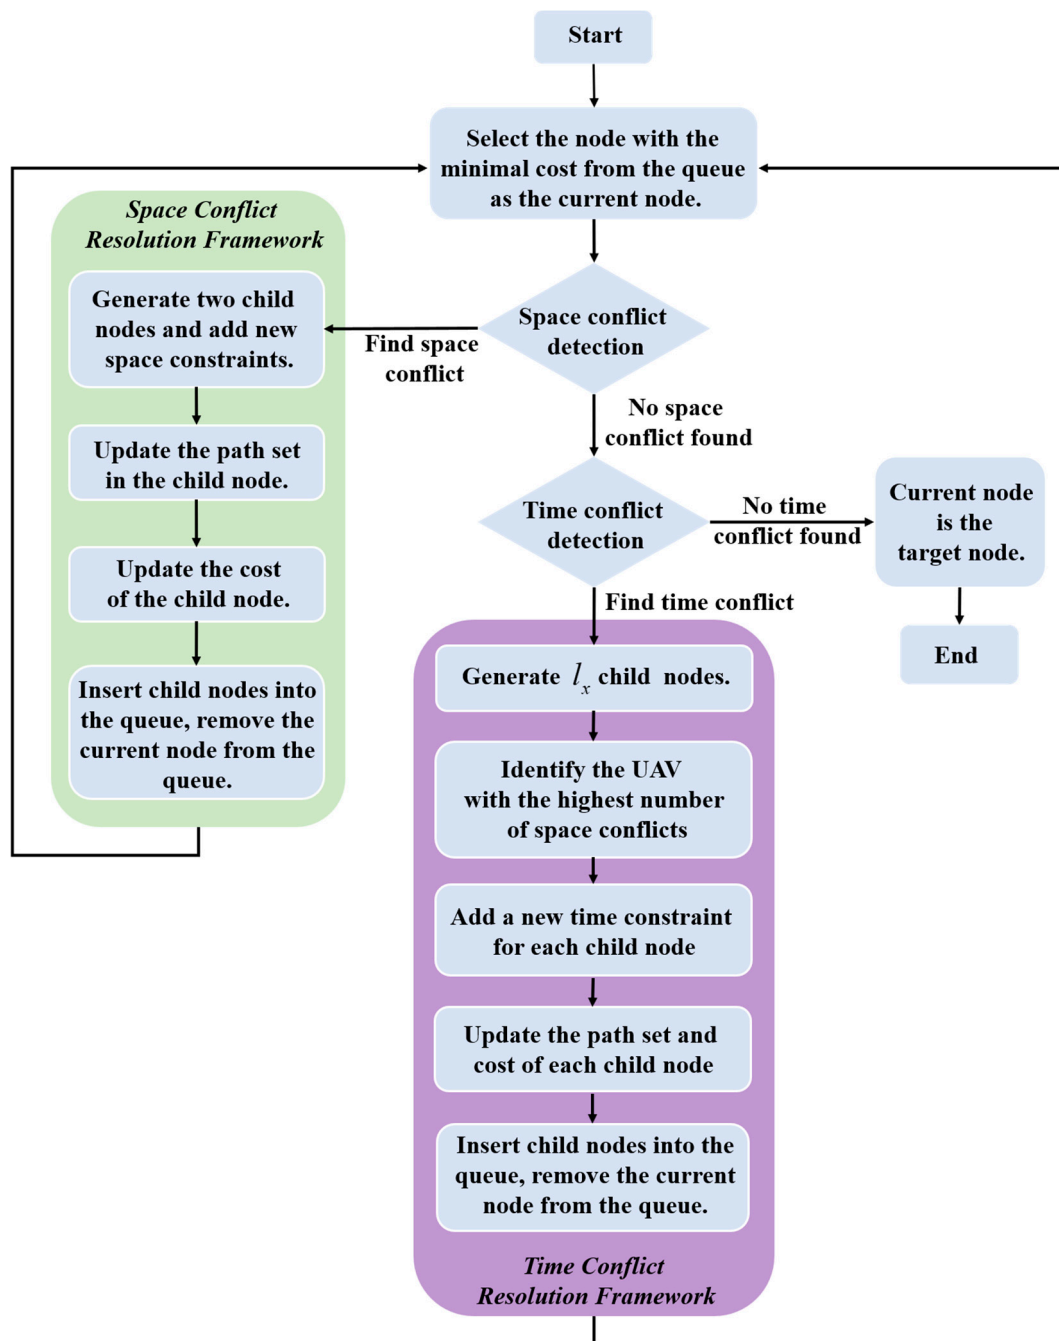 Start
Select the node with the
minimal cost from the queue
as the current node.
Space Conflict
Resolution Framework
Generate two child
nodes and add new
space constraints.
Find space
conflict
Space conflict
detection
No space
conflict found
Update the path set
in the child node.
Time conflict
detection
No time
conflict found
Current node
is the
target node.
Update the cost
of the child node.
Find time conflict
End
Insert child nodes into
the queue, remove the
current node from the
queue.
Generate lₓ child nodes.
Identify the UAV
with the highest number
of space conflicts
Add a new time constraint
for each child node
Update the path set and
cost of each child node
Insert child nodes into the
queue, remove the current
node from the queue.
Time Conflict
Resolution Framework